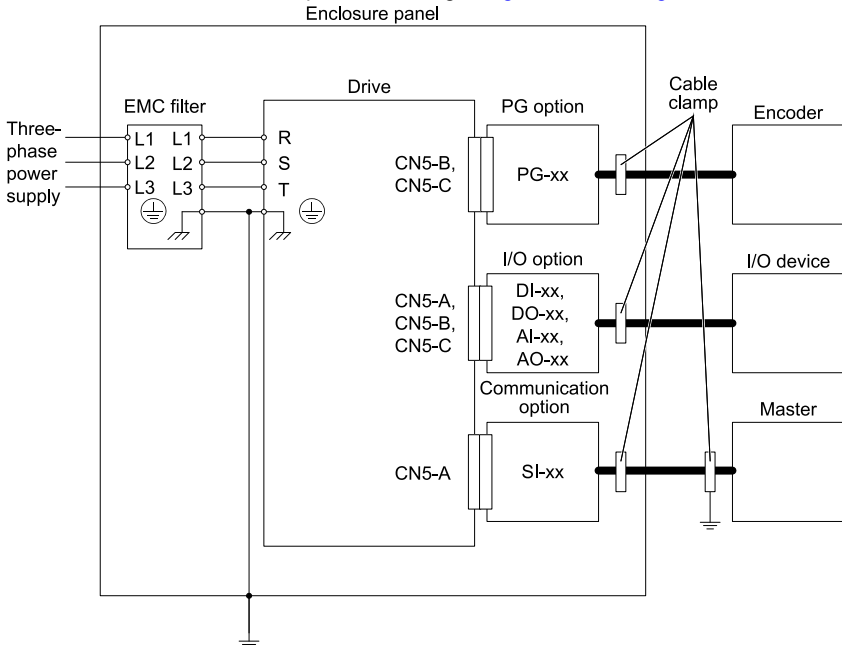 Enclosure panel
Drive
EMC filter
Three-
phase
power
supply
L1 L1
L2 L2
L3 L3
R
S
T
CN5-B,
CN5-C
PG option
PG-xx
Cable
clamp
Encoder
CN5-A,
CN5-B,
CN5-C
I/O option
DI-xx,
DO-xx,
AI-xx,
AO-xx
I/O device
CN5-A
Communication
option
SI-xx
Master